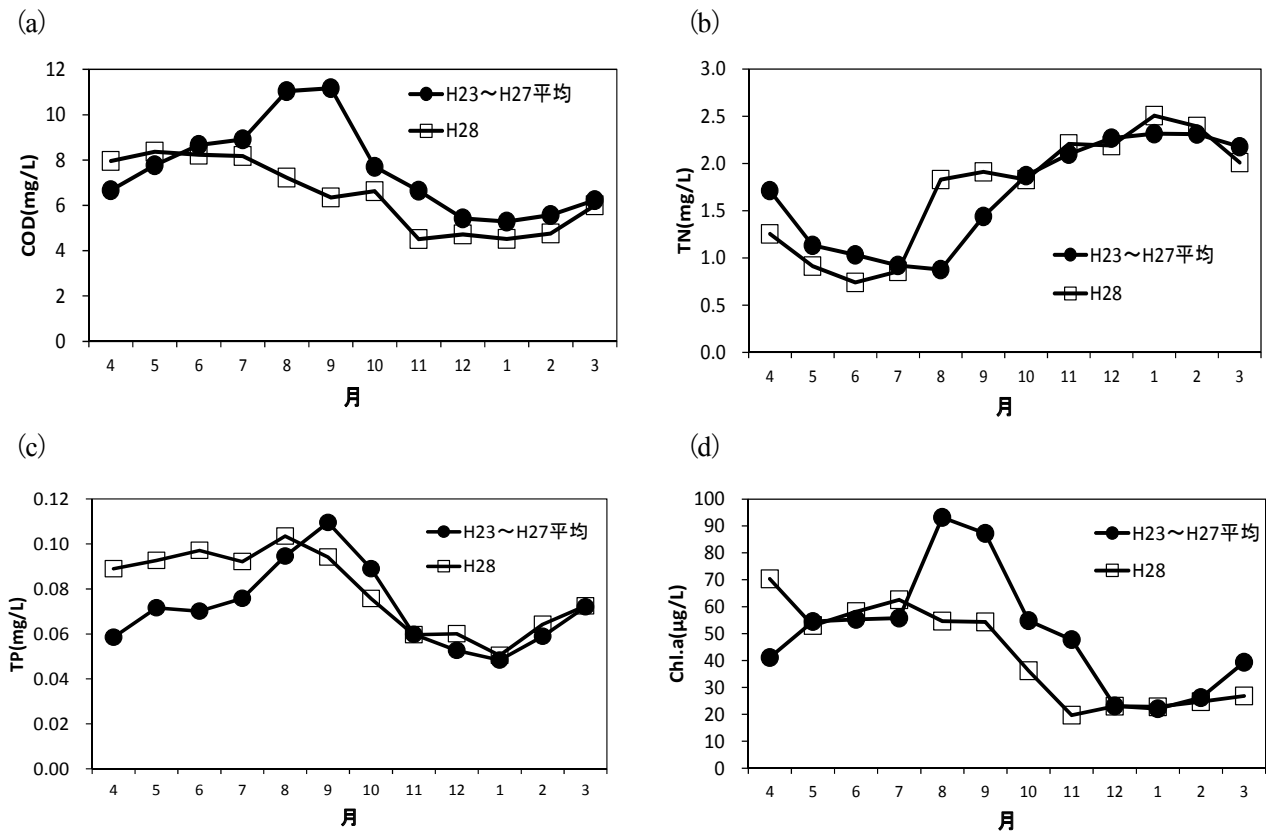 (a)
COD(mg/L)
12
10
8
6
4
2
0
H23～H27平均
H28
4 5 6 7 8 9 10 11 12 1 2 3
月
(b)
TN(mg/L)
3.0
2.5
2.0
1.5
1.0
0.5
0.0
H23～H27平均
H28
4 5 6 7 8 9 10 11 12 1 2 3
月
(c)
TP(mg/L)
0.12
0.10
0.08
0.06
0.04
0.02
0.00
H23～H27平均
H28
4 5 6 7 8 9 10 11 12 1 2 3
月
(d)
Chl.a(μg/L)
100
90
80
70
60
50
40
30
20
10
0
H23～H27平均
H28
4 5 6 7 8 9 10 11 12 1 2 3
月